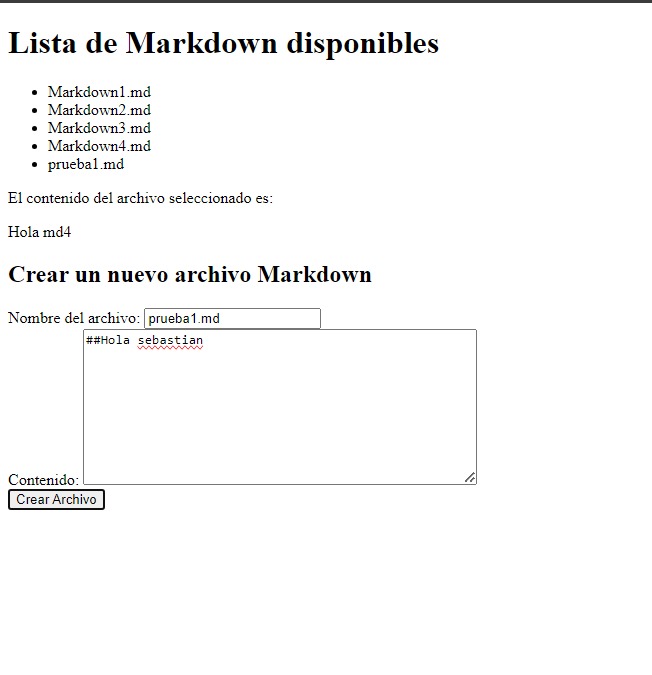 Lista de Markdown disponibles
Markdown1.md
Markdown2.md
Markdown3.md
Markdown4.md
prueba1.md
El contenido del archivo seleccionado es:
Hola md4
Crear un nuevo archivo Markdown
Nombre del archivo: prueba1.md
##Hola sebastian
Contenido:
Crear Archivo